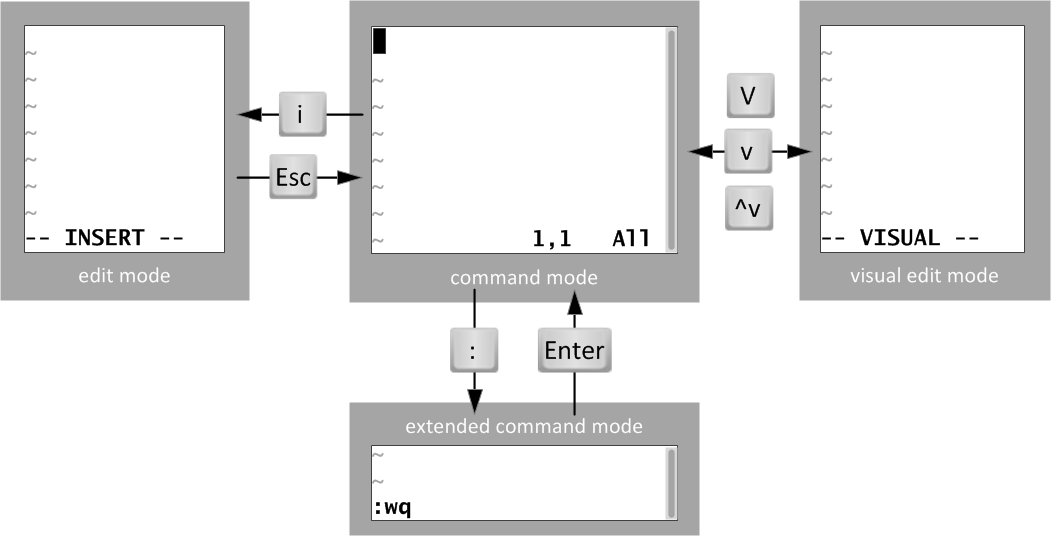 ~
~
~
~
~
~
~
-- INSERT --
edit mode
i
Esc
~
~
~
~
~
~
~
1,1 All
command mode
V
v
^v
~
~
~
~
~
~
~
-- VISUAL --
visual edit mode
:
Enter
extended command mode
~
~
:wq